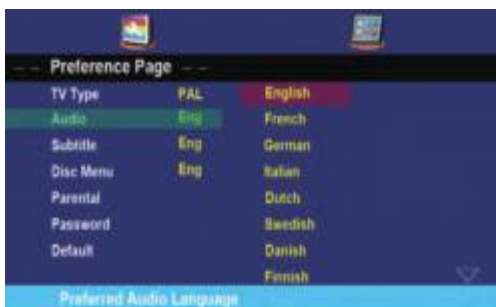 -- Preference Page --
TV Type PAL English
Audio Eng French
Subtitle Eng German
Disc Menu Eng Italian
Parental Dutch
Password Swedish
Default Danish
Finnish
Preferred Audio Language